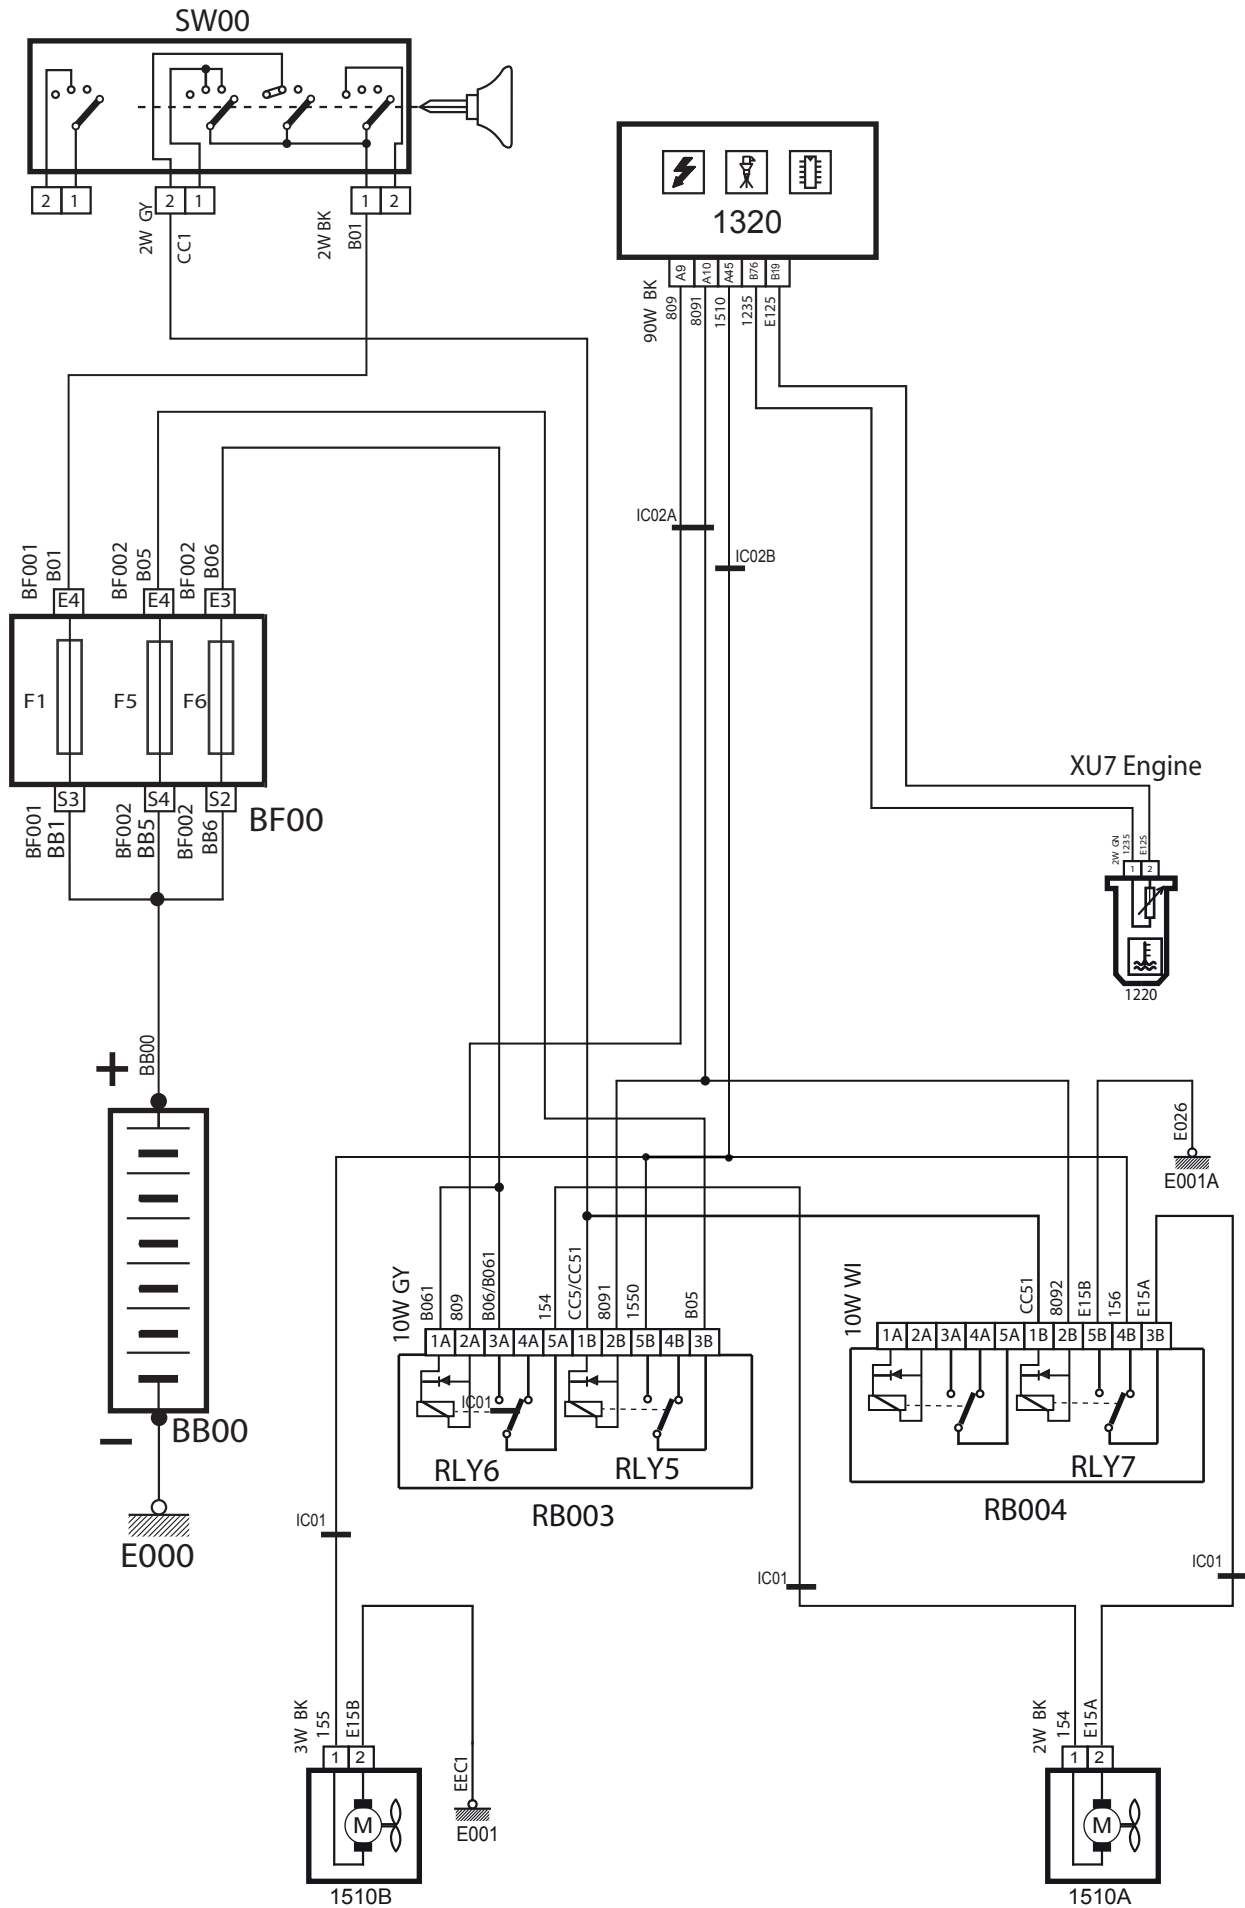 SW00
2 1
2 1
1 2
2W GY
CC1
2W BK
B01
1320
A9 A10 A45 B76 B19
90W BK
809
8091
1510
1235
E125
IC02A
IC02B
BF001
B01
BF002
B05
BF002
B06
E4 E4 E3
F1 F5 F6
S3 S4 S2
BF001
BB1
BF002
BB5
BF002
BB6
BF00
XU7 Engine
2W GN
1235
E125
1 2
1220
+
BB00
E026
E001A
10W GY
B061
809
B06/B061
154
CC5/CC51
8091
1550
B05
1A 2A 3A 4A 5A 1B 2B 5B 4B 3B
IC01
RLY6 RLY5
RB003
10W WI
CC51
8092
E15B
156
E15A
1A 2A 3A 4A 5A 1B 2B 5B 4B 3B
RLY7
RB004
−
BB00
E000
IC01
IC01
IC01
3W BK
155
E15B
1 2
M
1510B
EEC1
E001
2W BK
154
E15A
1 2
M
1510A